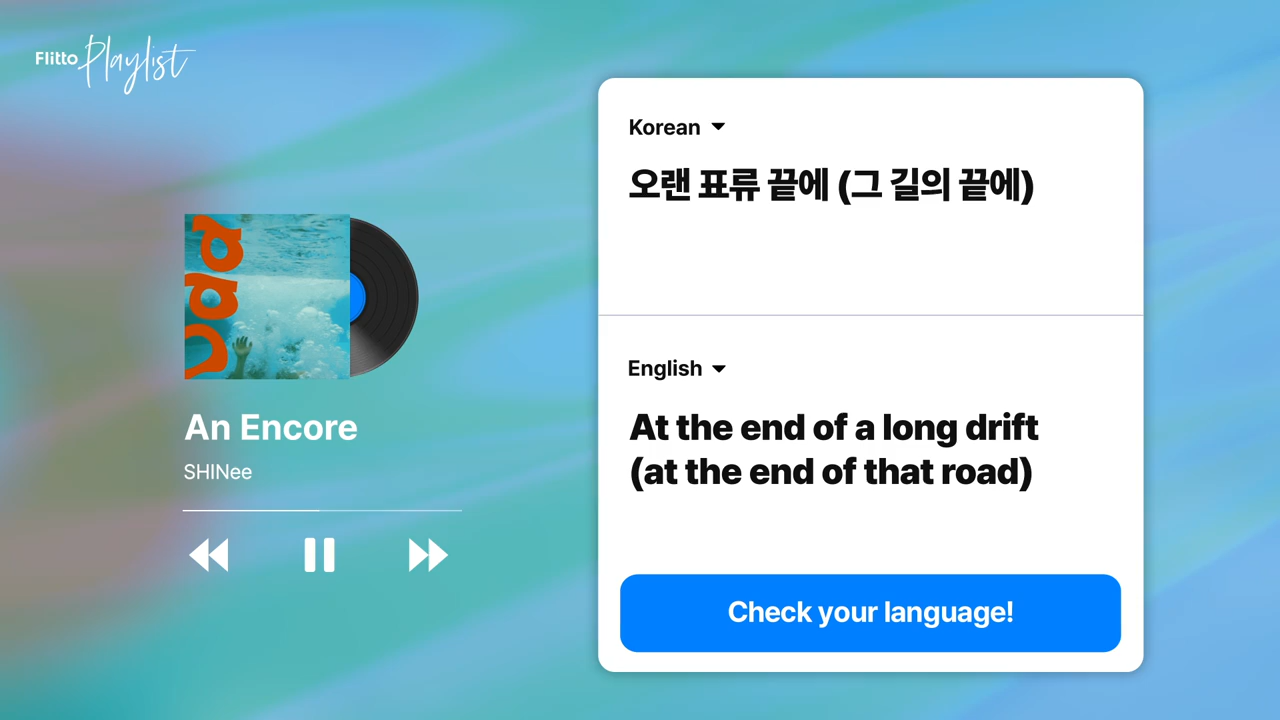 Flitto Playlist
Odd
An Encore
SHINee
Korean
오랜 표류 끝에 (그 길의 끝에)
English
At the end of a long drift
(at the end of that road)
Check your language!